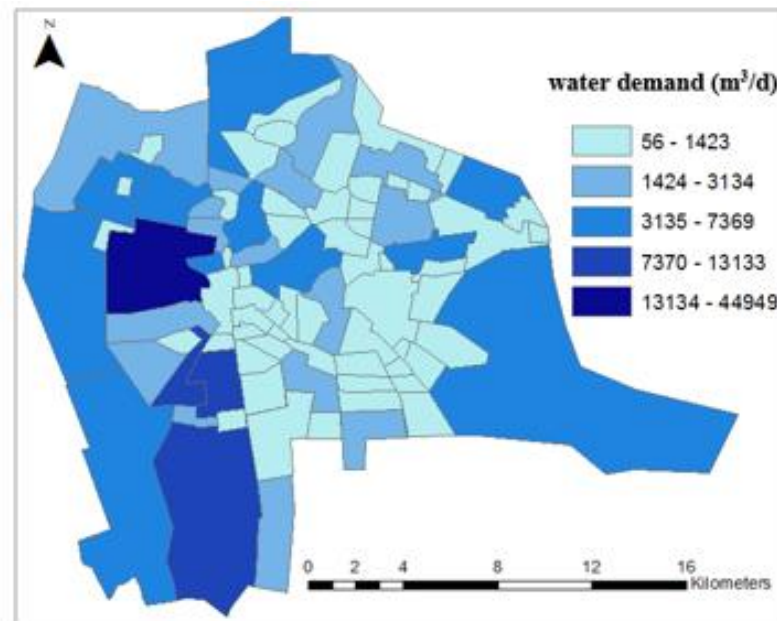 N
water demand (m³/d)
56 - 1423
1424 - 3134
3135 - 7369
7370 - 13133
13134 - 44949
0 2 4 8 12 16
Kilometers